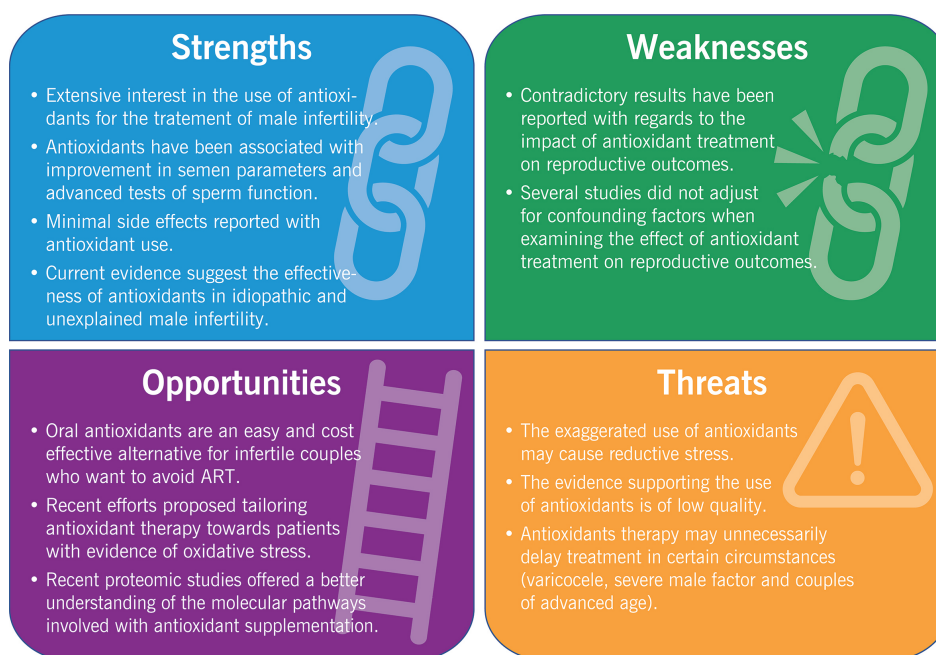 Strengths
• Extensive interest in the use of antioxi-
dants for the tratement of male infertility.
• Antioxidants have been associated with
improvement in semen parameters and
advanced tests of sperm function.
• Minimal side effects reported with
antioxidant use.
• Current evidence suggest the effective-
ness of antioxidants in idiopathic and
unexplained male infertility.
Weaknesses
• Contradictory results have been
reported with regards to the
impact of antioxidant treatment
on reproductive outcomes.
• Several studies did not adjust
for confounding factors when
examining the effect of antioxidant
treatment on reproductive outcomes.
Opportunities
• Oral antioxidants are an easy and cost
effective alternative for infertile couples
who want to avoid ART.
• Recent efforts proposed tailoring
antioxidant therapy towards patients
with evidence of oxidative stress.
• Recent proteomic studies offered a better
understanding of the molecular pathways
involved with antioxidant supplementation.
Threats
• The exaggerated use of antioxidants
may cause reductive stress.
• The evidence supporting the use
of antioxidants is of low quality.
• Antioxidants therapy may unnecessarily
delay treatment in certain circumstances
(varicocele, severe male factor and couples
of advanced age).